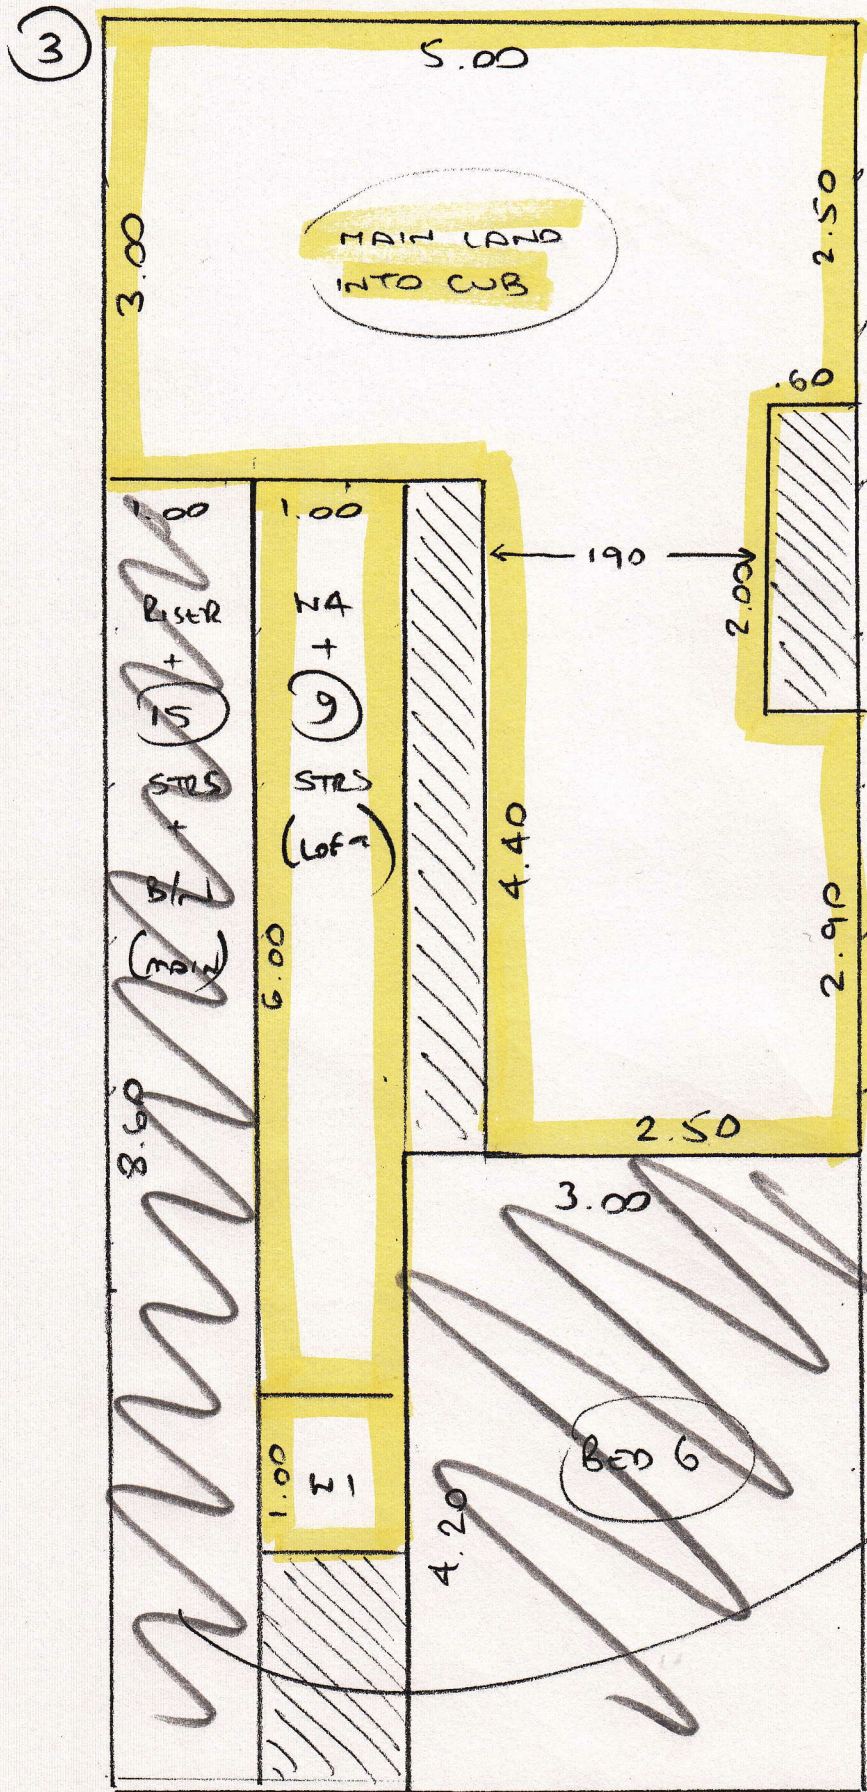 3
5.00
3.00
MAIN LAND
INTO CUB
2.50
.60
1.00
1.00
190
2.00
RISER
+
15
STRS
+
B/N
(MAIN)
NA
+
9
STRS
(LOFT)
4.40
6.00
2.90
8.60
2.50
3.00
BED 6
1.00
4.20